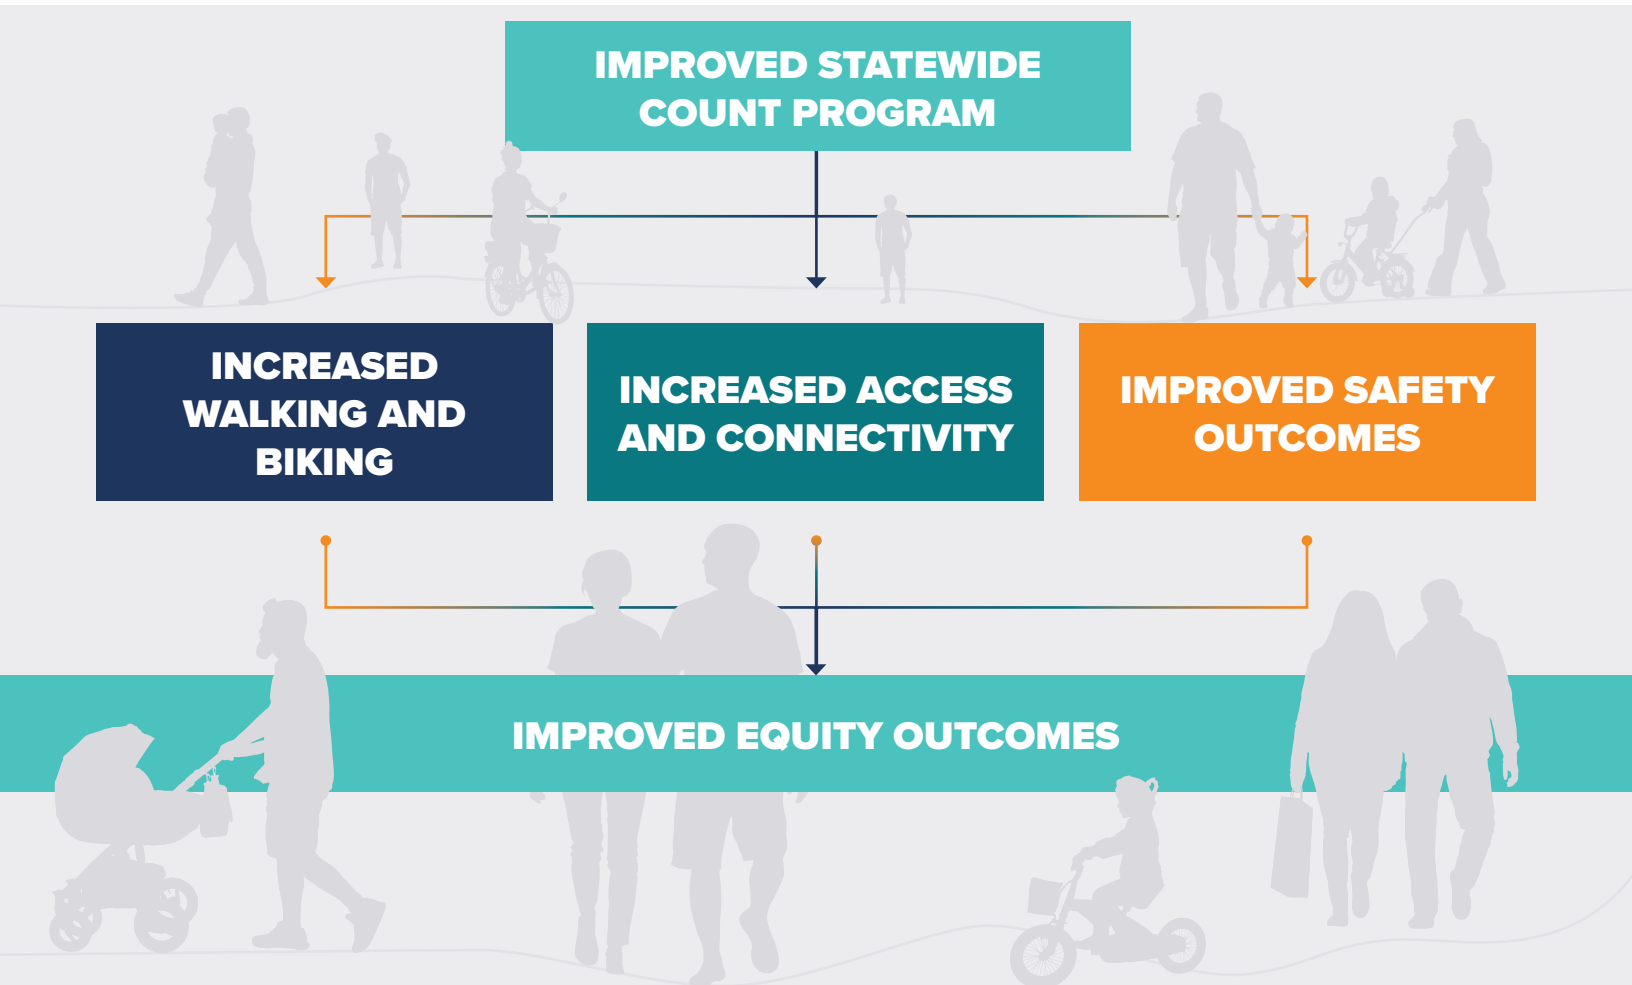 IMPROVED STATEWIDE
COUNT PROGRAM
INCREASED
WALKING AND
BIKING
INCREASED ACCESS
AND CONNECTIVITY
IMPROVED SAFETY
OUTCOMES
IMPROVED EQUITY OUTCOMES